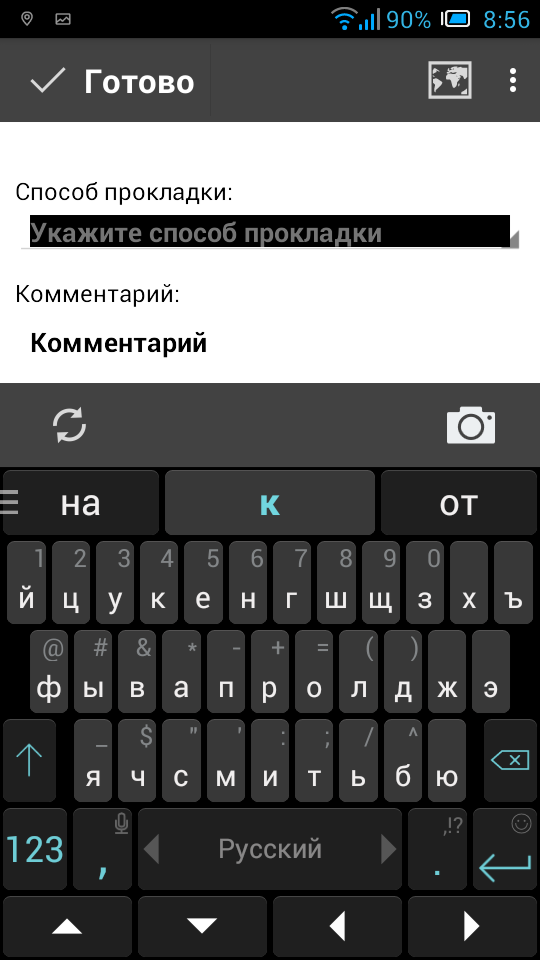 90% 8:56
Готово
Способ прокладки:
Укажите способ прокладки
Комментарий:
Комментарий
на к от
1 2 3 4 5 6 7 8 9 0
й ц у к е н г ш щ з х ъ
@ # & * - + = ( )
ф ы в а п р о л д ж э
_ $ " ' : ; / ^
я ч с м и т ь б ю
,!?
123 , Русский .